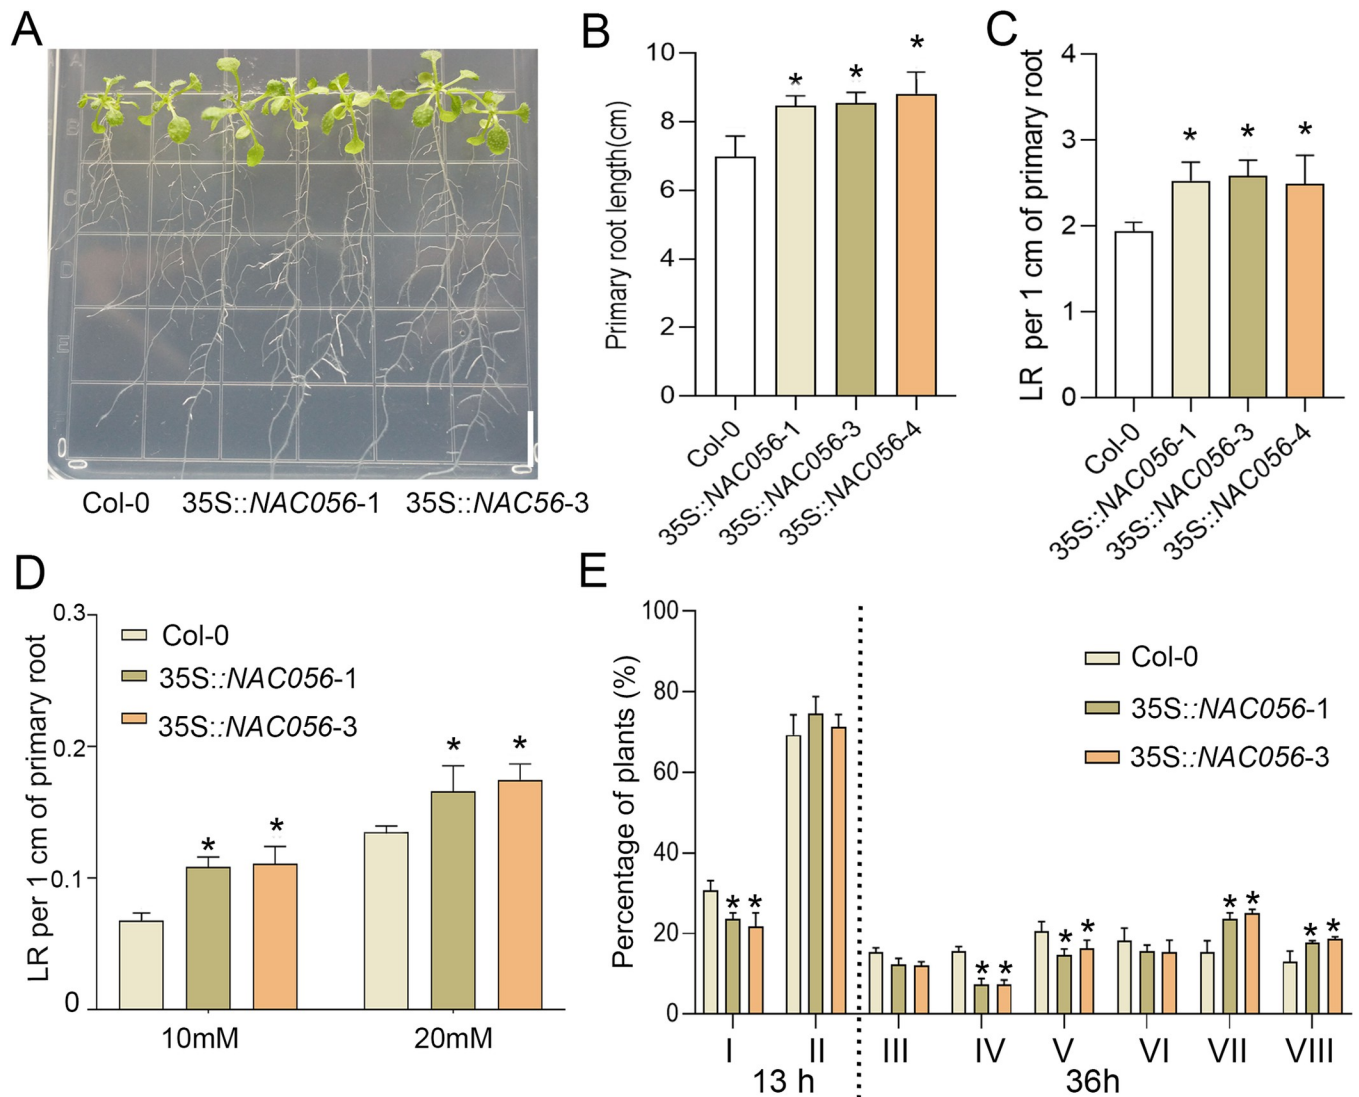 A
A
B
C
D
E
Col-0
35S::NAC056-1
35S::NAC56-3
B
10
8
6
4
2
0
Primary root length(cm)
*
*
*
Col-0
35S::NAC056-1
35S::NAC056-3
35S::NAC056-4
C
4
3
2
1
0
LR per 1 cm of primary root
*
*
*
Col-0
35S::NAC056-1
35S::NAC056-3
35S::NAC056-4
D
0.3
0.2
0.1
0
LR per 1 cm of primary root
Col-0
35S::NAC056-1
35S::NAC056-3
* * * *
10mM
20mM
E
100
80
60
40
20
0
Percentage of plants (%)
Col-0
35S::NAC056-1
35S::NAC056-3
* * * * * * * * * *
I II III IV V VI VII VIII
13 h 36h